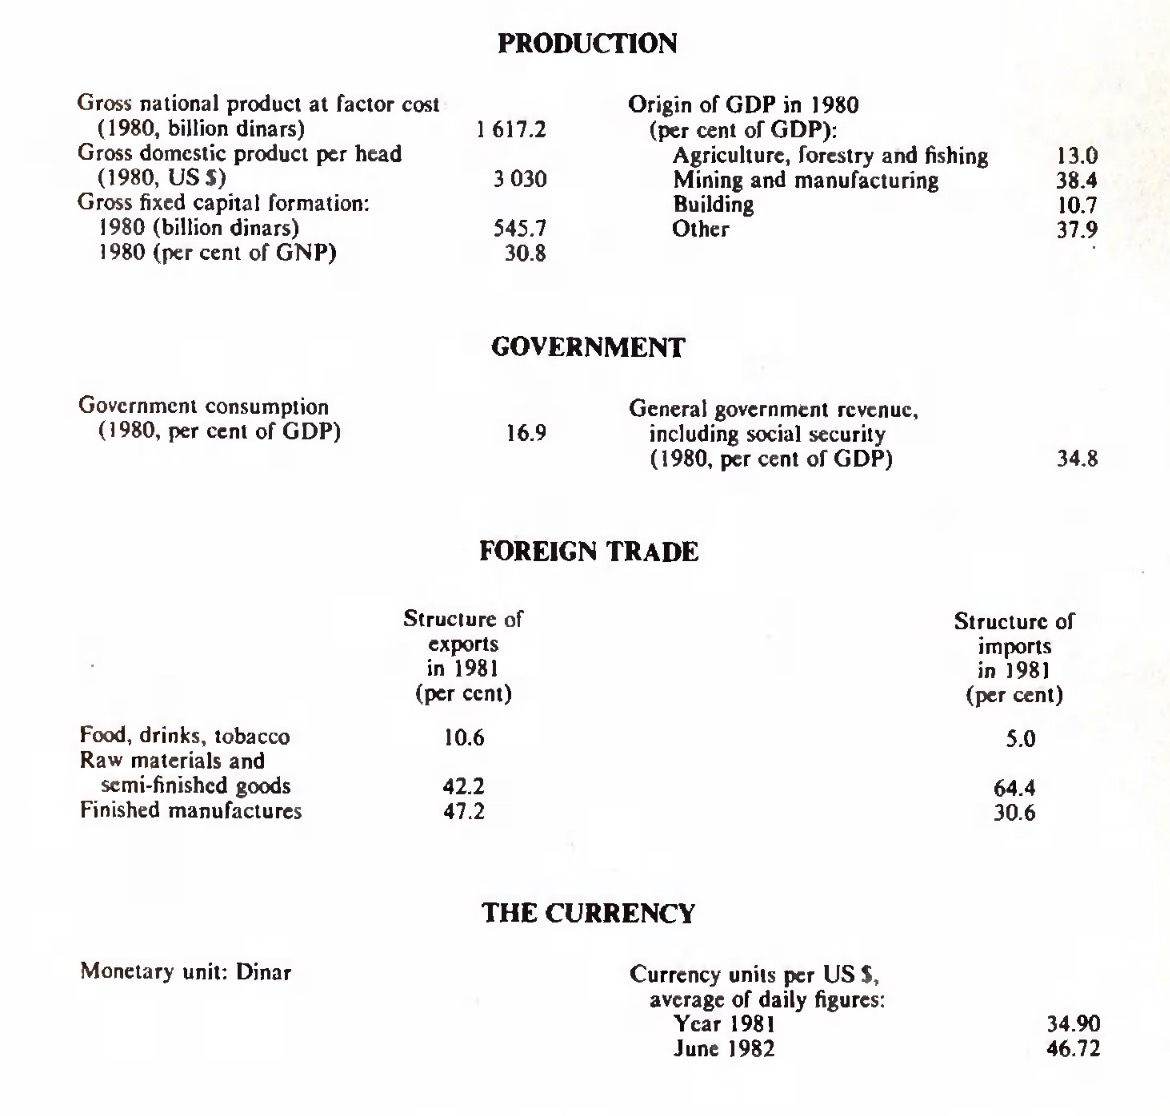 PRODUCTION
Gross national product at factor cost
(1980, billion dinars) 1 617.2
Gross domestic product per head
(1980, US $) 3 030
Gross fixed capital formation:
1980 (billion dinars) 545.7
1980 (per cent of GNP) 30.8
Origin of GDP in 1980
(per cent of GDP):
Agriculture, forestry and fishing 13.0
Mining and manufacturing 38.4
Building 10.7
Other 37.9
GOVERNMENT
Government consumption
(1980, per cent of GDP) 16.9
General government revenue,
including social security
(1980, per cent of GDP) 34.8
FOREIGN TRADE
Structure of
exports
in 1981
(per cent)
Structure of
imports
in 1981
(per cent)
Food, drinks, tobacco 10.6 5.0
Raw materials and
semi-finished goods 42.2 64.4
Finished manufactures 47.2 30.6
THE CURRENCY
Monetary unit: Dinar
Currency units per US $,
average of daily figures:
Year 1981 34.90
June 1982 46.72